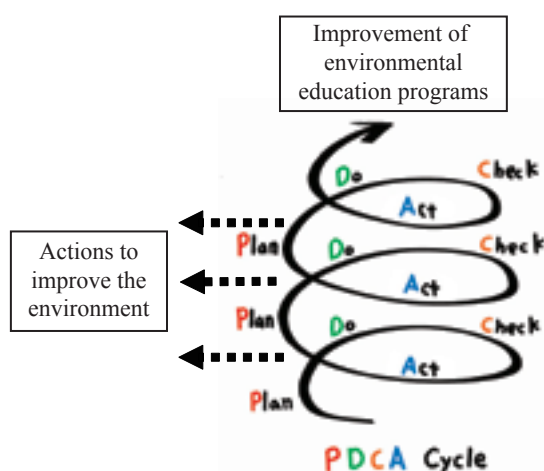 Improvement of
environmental
education programs
Do
Check
Act
Plan
Do
Check
Act
Plan
Do
Check
Act
Plan
Actions to
improve the
environment
PDCA Cycle